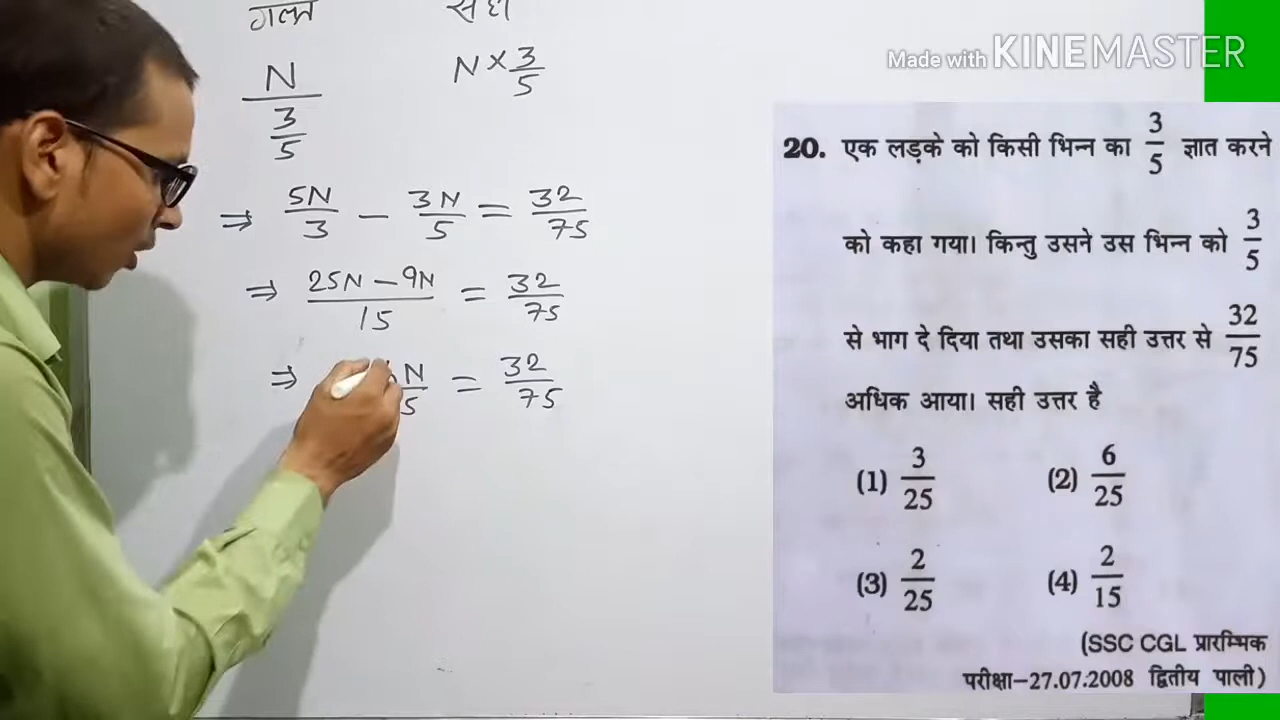 गलत सही
N/(3/5) N × 3/5
⇒ 5N/3 − 3N/5 = 32/75
⇒ 25N − 9N/15 = 32/75
⇒ N/5 = 32/75
Made with KINEMASTER
20. एक लड़के को किसी भिन्न का 3/5 ज्ञात करने
को कहा गया। किन्तु उसने उस भिन्न को 3/5
से भाग दे दिया तथा उसका सही उत्तर से 32/75
अधिक आया। सही उत्तर है
(1) 3/25 (2) 6/25
(3) 2/25 (4) 2/15
(SSC CGL प्रारम्भिक
परीक्षा–27.07.2008 द्वितीय पाली)